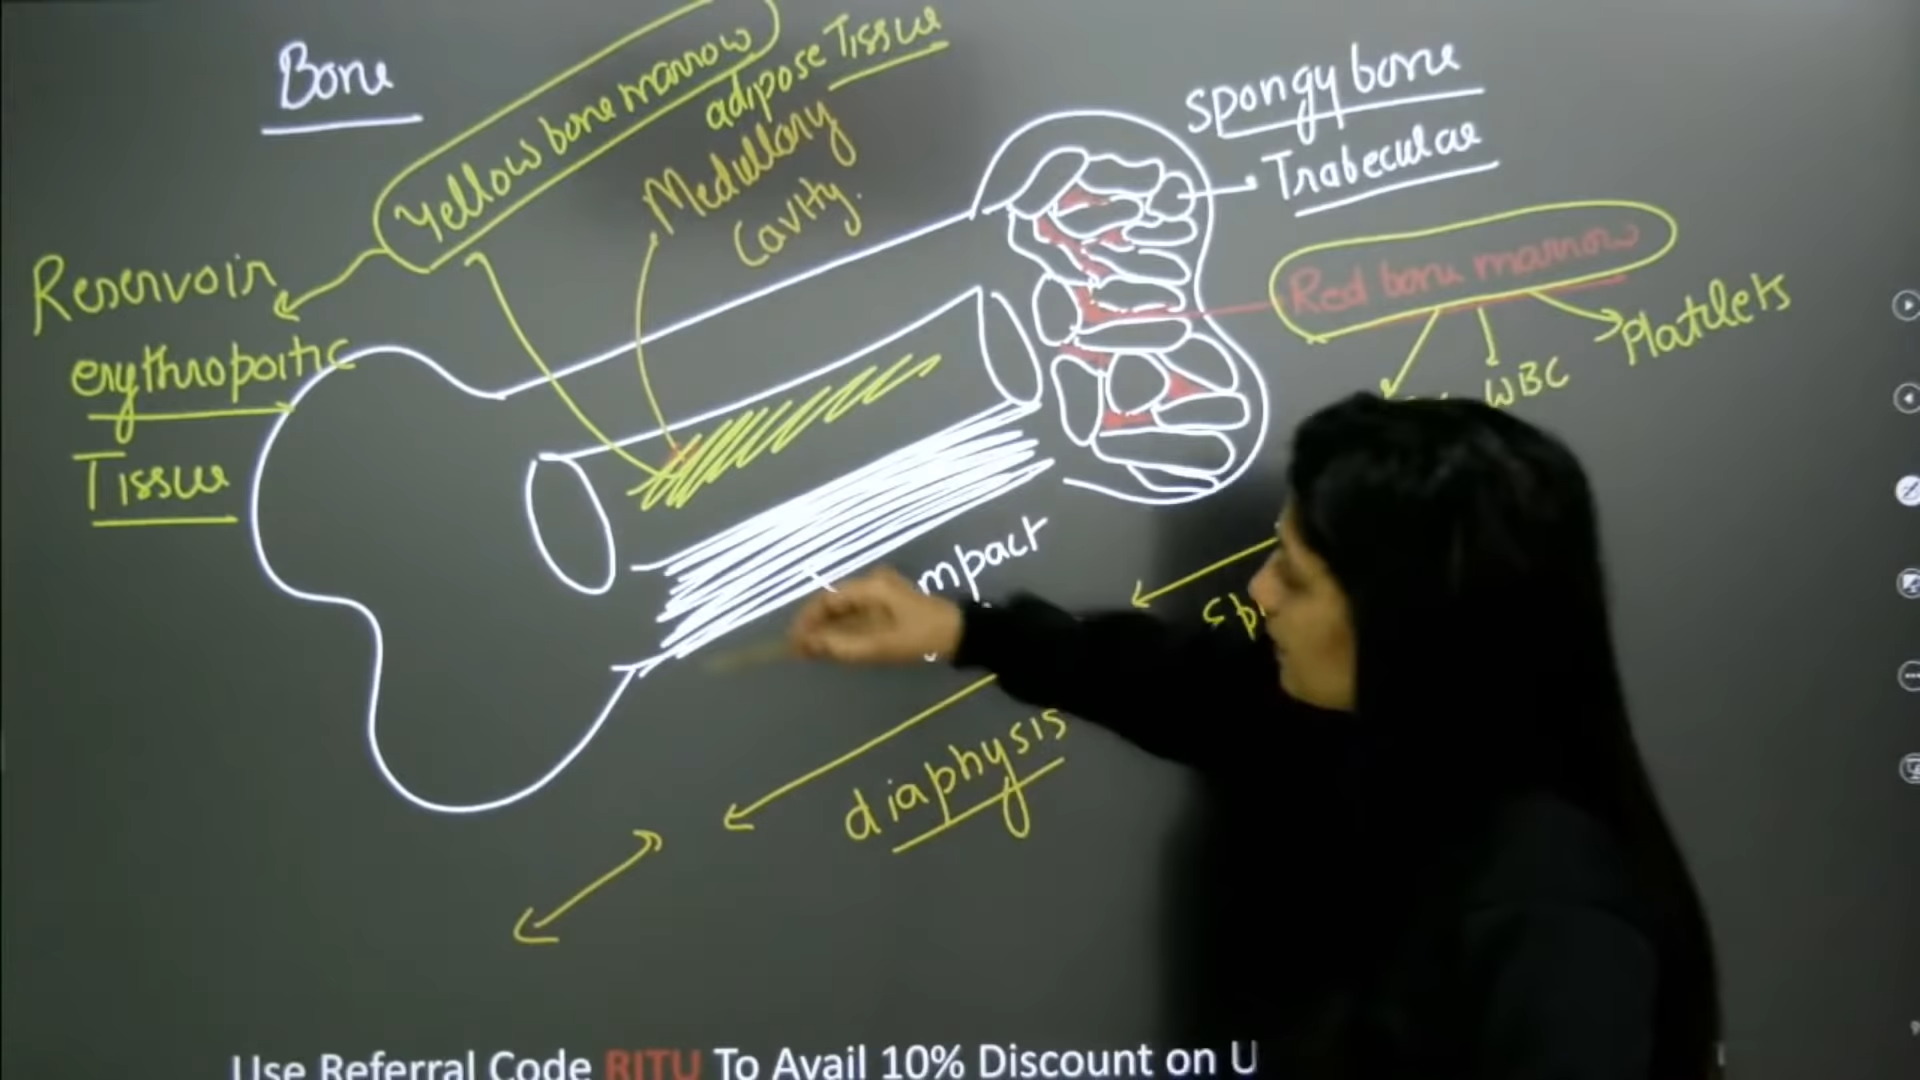 Bone
Yellow bone marrow
adipose Tissue
Medullary
Cavity.
Spongy bone
Trabeculae
Red bone marrow
WBC
Platelets
Reservoir
erythropoitic
Tissue
mpact
diaphysis
Use Referral Code RITU To Avail 10% Discount on U